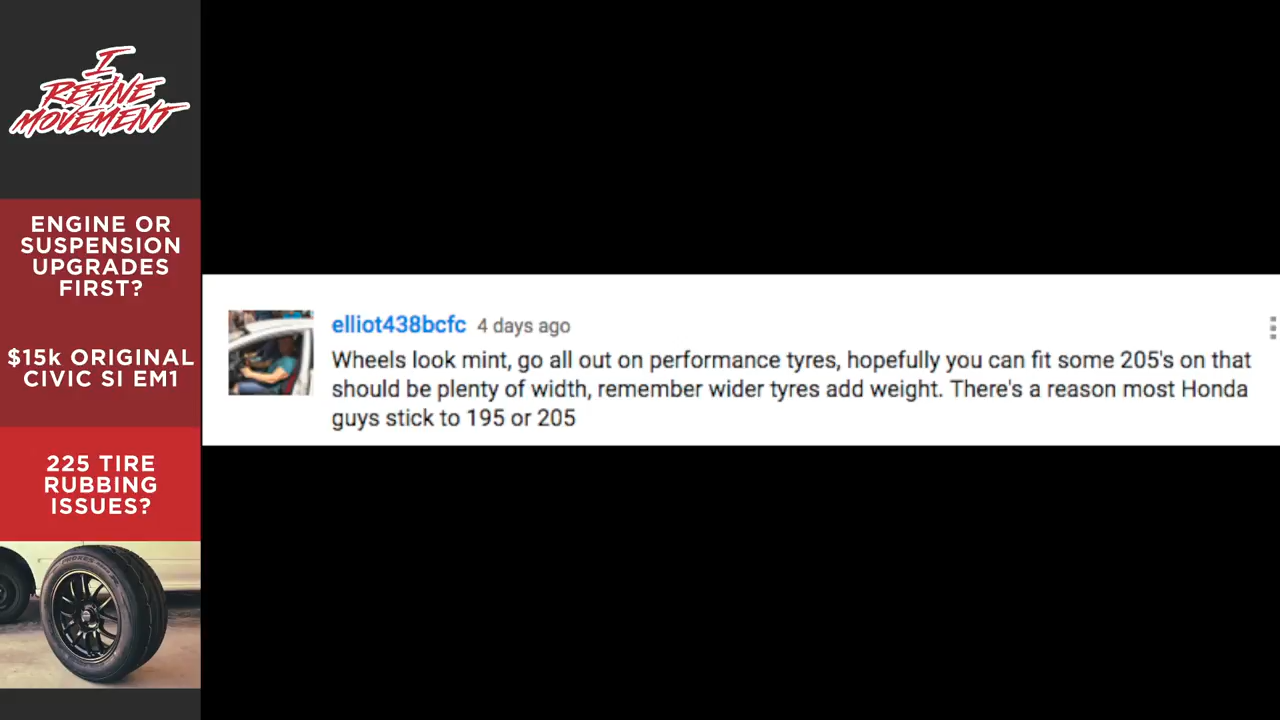 I
REFINE
MOVEMENT
ENGINE OR
SUSPENSION
UPGRADES
FIRST?
$15k ORIGINAL
CIVIC SI EM1
225 TIRE
RUBBING
ISSUES?
elliot438bcfc 4 days ago
Wheels look mint, go all out on performance tyres, hopefully you can fit some 205's on that
should be plenty of width, remember wider tyres add weight. There's a reason most Honda
guys stick to 195 or 205